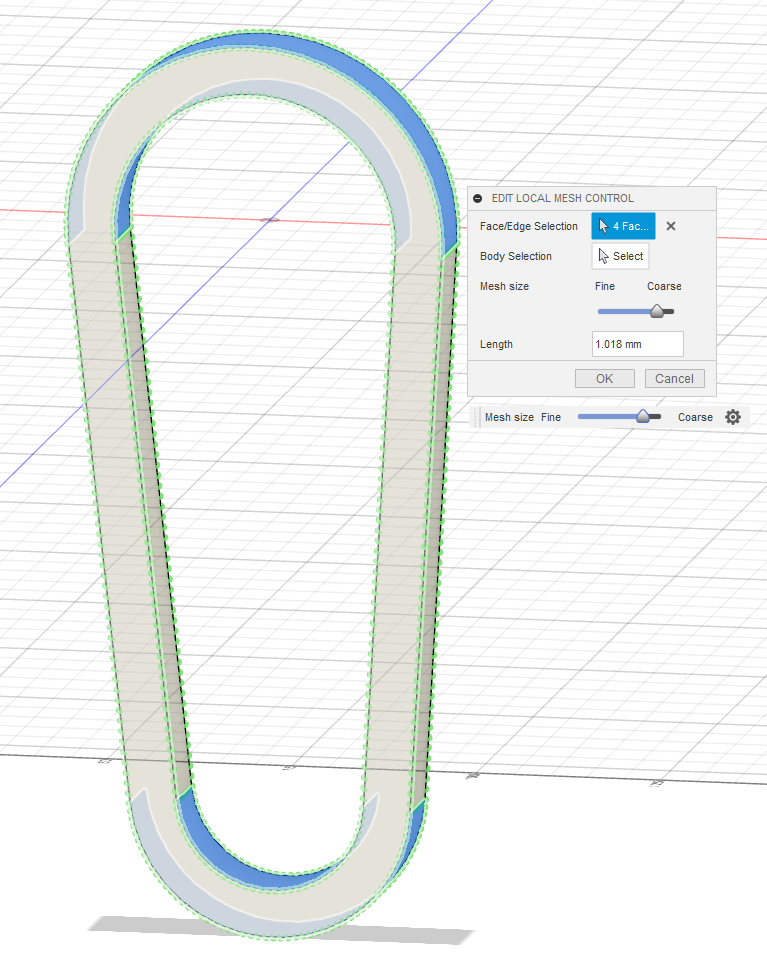 EDIT LOCAL MESH CONTROL
Face/Edge Selection 4 Fac...
Body Selection Select
Mesh size Fine Coarse
Length 1.018 mm
OK Cancel
Mesh size Fine Coarse